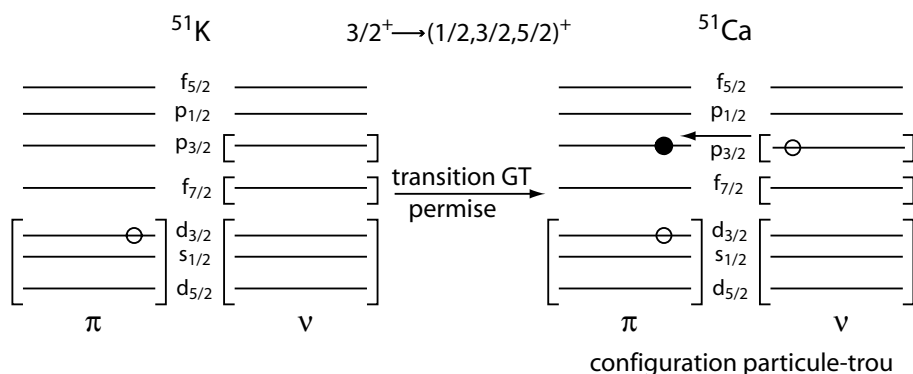 ⁵¹K 3/2⁺⟶(1/2,3/2,5/2)⁺ ⁵¹Ca
f₅/₂ f₅/₂
p₁/₂ p₁/₂
p₃/₂ p₃/₂
f₇/₂ transition GT f₇/₂
permise
d₃/₂ d₃/₂
s₁/₂ s₁/₂
d₅/₂ d₅/₂
π ν π ν
configuration particule-trou